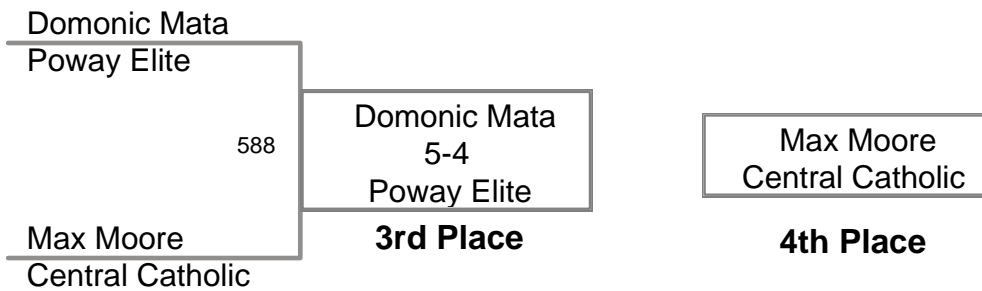 Domonic Mata
Poway Elite
588
Max Moore
Central Catholic
Domonic Mata
5-4
Poway Elite
3rd Place
Max Moore
Central Catholic
4th Place